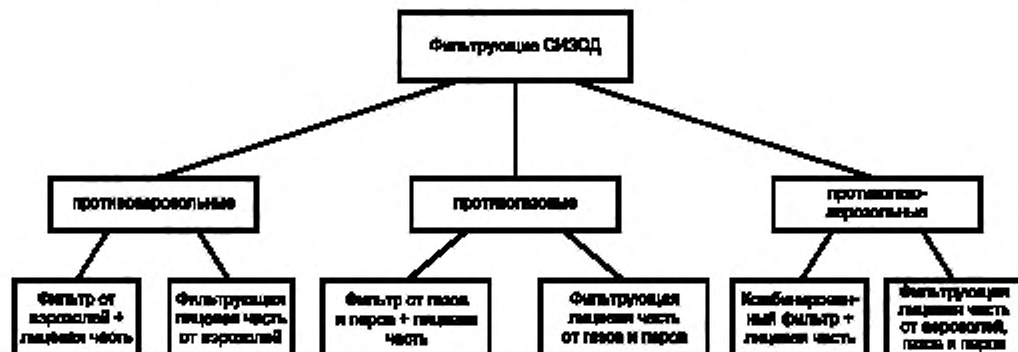 Фильтрующие СИЗОД
противоаэрозольные
противогазовые
противогазо-
аэрозольные
Фильтр от
аэрозолей +
лицевая часть
Фильтрующая
лицевая часть
от аэрозолей
Фильтр от газов
и паров + лицевая
часть
Фильтрующая
лицевая часть
от газов и паров
Комбинирован-
ный фильтр +
лицевая часть
Фильтрующая
лицевая часть
от аэрозолей,
газов и паров